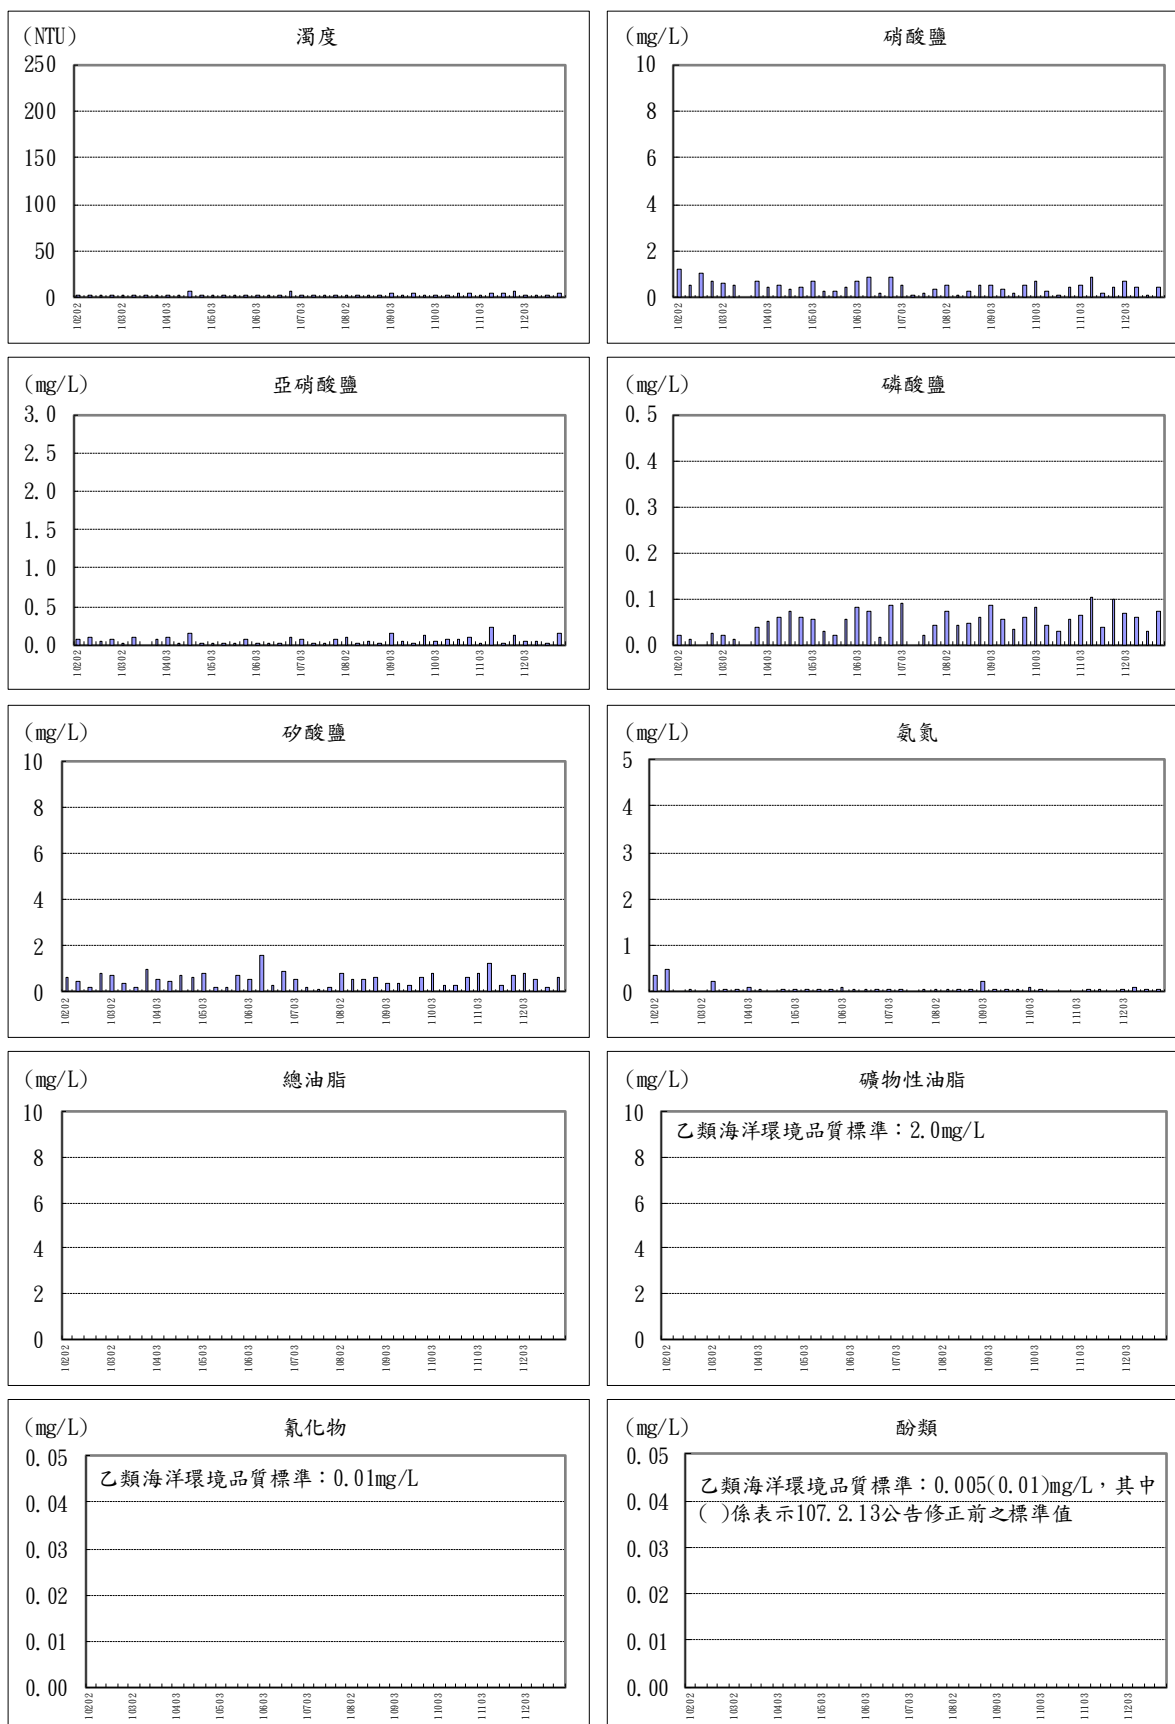 (NTU) 濁度
250
200
150
100
50
0
10202 10302 10403 10503 10603 10703 10802 10903 11003 11103 11203
(mg/L) 硝酸鹽
10
8
6
4
2
0
10202 10302 10403 10503 10603 10703 10802 10903 11003 11103 11203
(mg/L) 亞硝酸鹽
3.0
2.5
2.0
1.5
1.0
0.5
0.0
10202 10302 10403 10503 10603 10703 10802 10903 11003 11103 11203
(mg/L) 磷酸鹽
0.5
0.4
0.3
0.2
0.1
0.0
10202 10302 10403 10503 10603 10703 10802 10903 11003 11103 11203
(mg/L) 矽酸鹽
10
8
6
4
2
0
10202 10302 10403 10503 10603 10703 10802 10903 11003 11103 11203
(mg/L) 氨氮
5
4
3
2
1
0
10202 10302 10403 10503 10603 10703 10802 10903 11003 11103 11203
(mg/L) 總油脂
10
8
6
4
2
0
10202 10302 10403 10503 10603 10703 10802 10903 11003 11103 11203
(mg/L) 礦物性油脂
乙類海洋環境品質標準：2.0mg/L
10
8
6
4
2
0
10202 10302 10403 10503 10603 10703 10802 10903 11003 11103 11203
(mg/L) 氰化物
乙類海洋環境品質標準：0.01mg/L
0.05
0.04
0.03
0.02
0.01
0.00
10202 10302 10403 10503 10603 10703 10802 10903 11003 11103 11203
(mg/L) 酚類
乙類海洋環境品質標準：0.005(0.01)mg/L，其中
( )係表示107.2.13公告修正前之標準值
0.05
0.04
0.03
0.02
0.01
0.00
10202 10302 10403 10503 10603 10703 10802 10903 11003 11103 11203